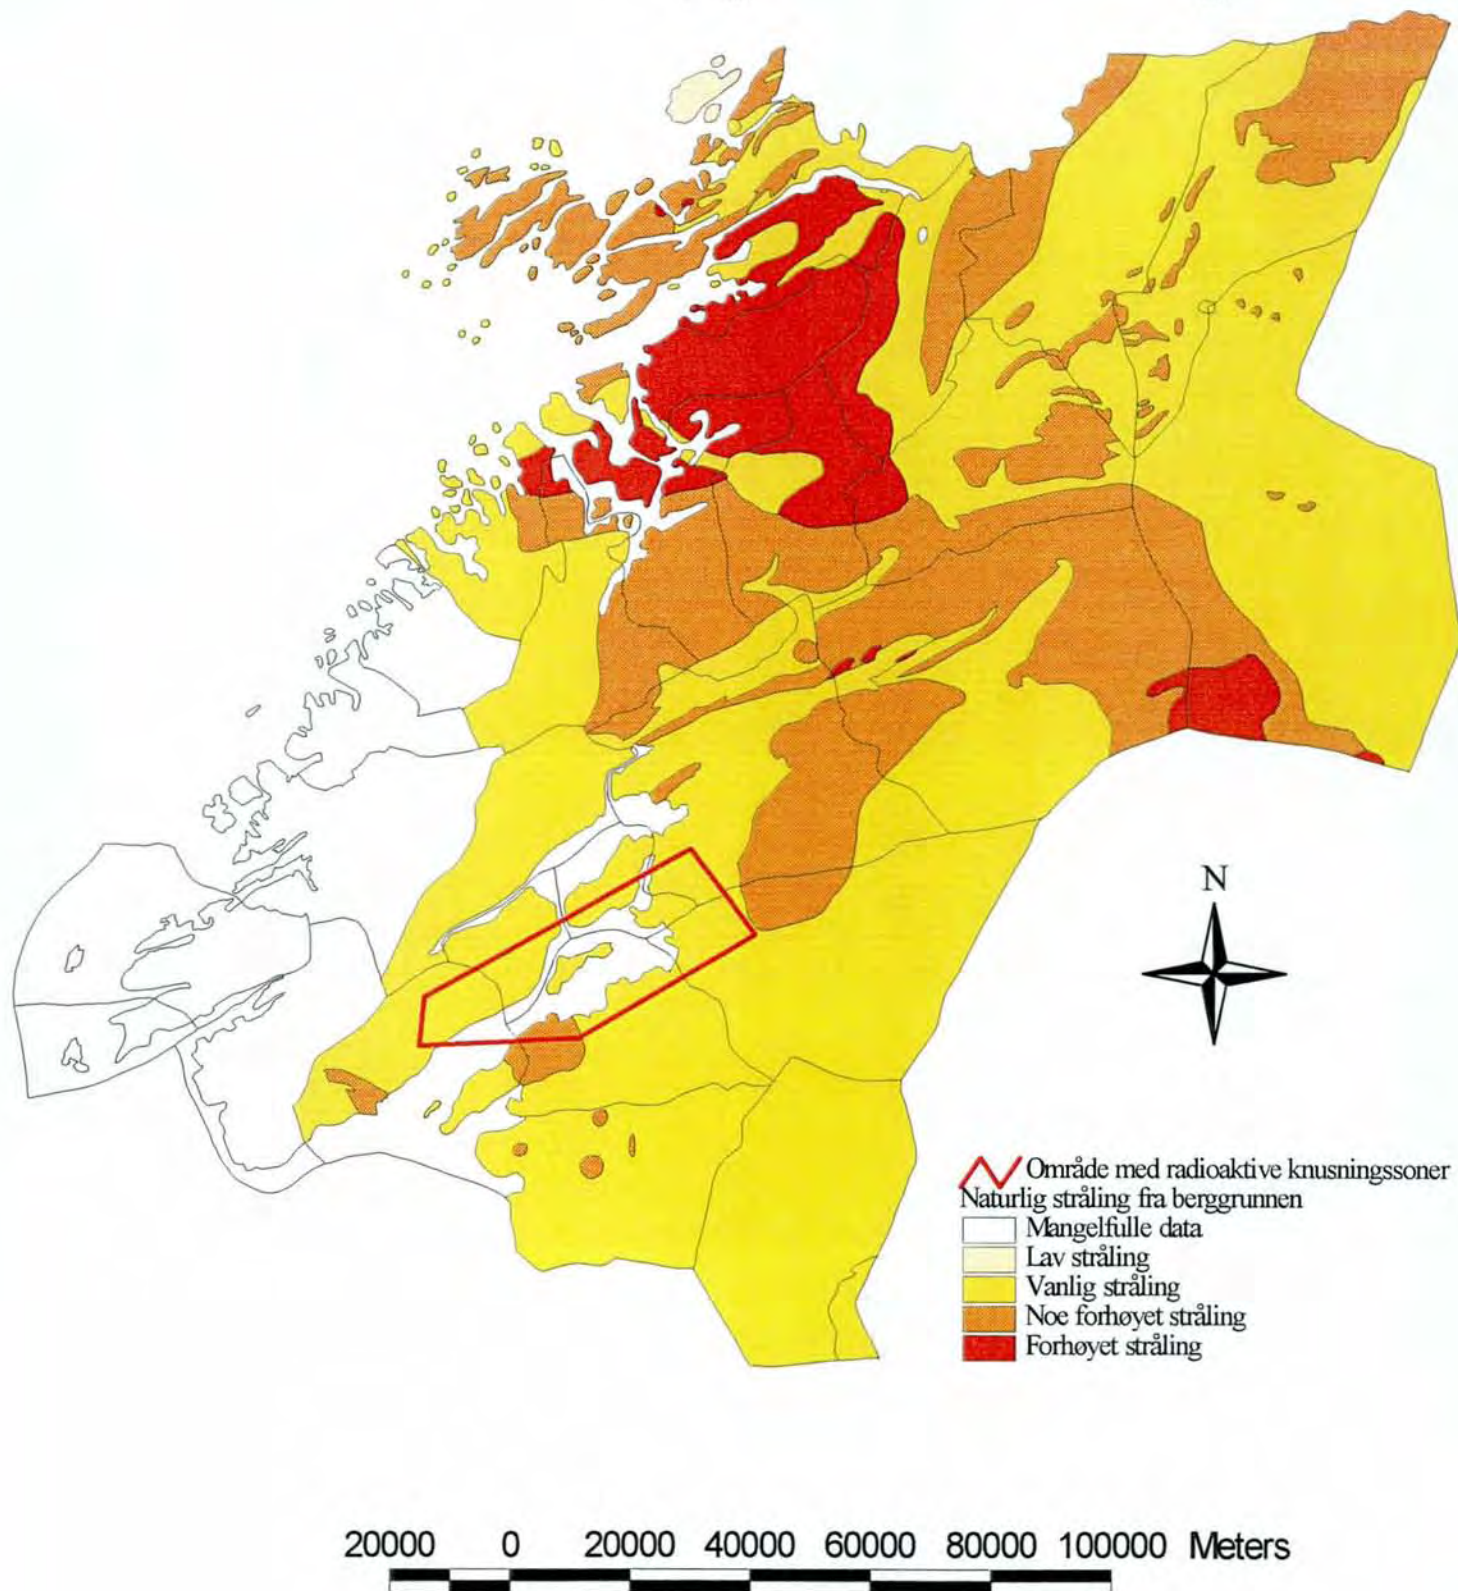 N
Område med radioaktive knusningssoner
Naturlig stråling fra berggrunnen
Mangelfulle data
Lav stråling
Vanlig stråling
Noe forhøyet stråling
Forhøyet stråling
20000 0 20000 40000 60000 80000 100000 Meters